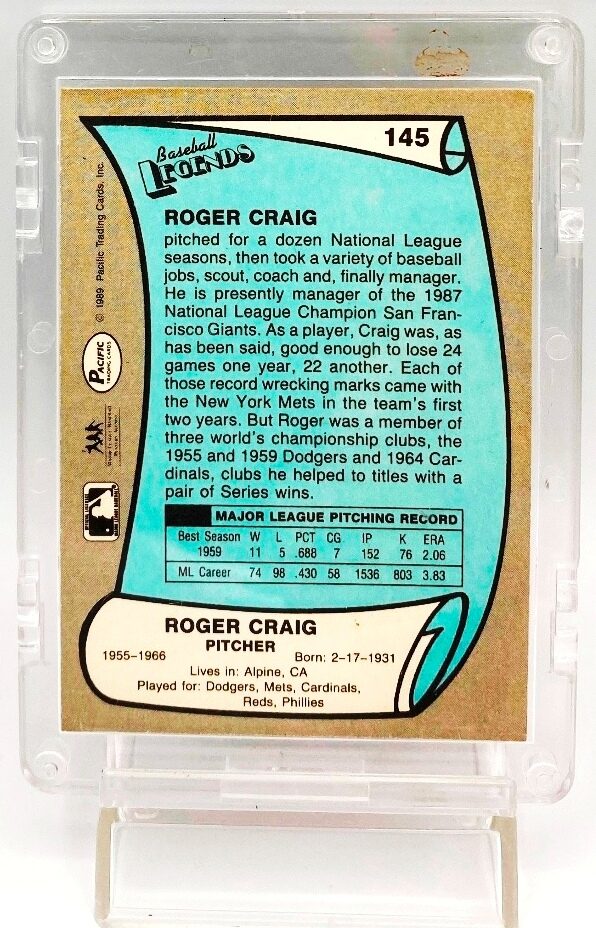 145
Baseball
LEGENDS
ROGER CRAIG
pitched for a dozen National League
seasons, then took a variety of baseball
jobs, scout, coach and, finally manager.
He is presently manager of the 1987
National League Champion San Fran-
cisco Giants. As a player, Craig was, as
has been said, good enough to lose 24
games one year, 22 another. Each of
those record wrecking marks came with
the New York Mets in the team's first
two years. But Roger was a member of
three world's championship clubs, the
1955 and 1959 Dodgers and 1964 Car-
dinals, clubs he helped to titles with a
pair of Series wins.
MAJOR LEAGUE PITCHING RECORD
Best Season W L PCT CG IP K ERA
1959 11 5 .688 7 152 76 2.06
ML Career 74 98 .430 58 1536 803 3.83
ROGER CRAIG
PITCHER
1955-1966 Born: 2-17-1931
Lives in: Alpine, CA
Played for: Dodgers, Mets, Cardinals,
Reds, Phillies
© 1989 Pacific Trading Cards, Inc.
PACIFIC
TRADING CARDS